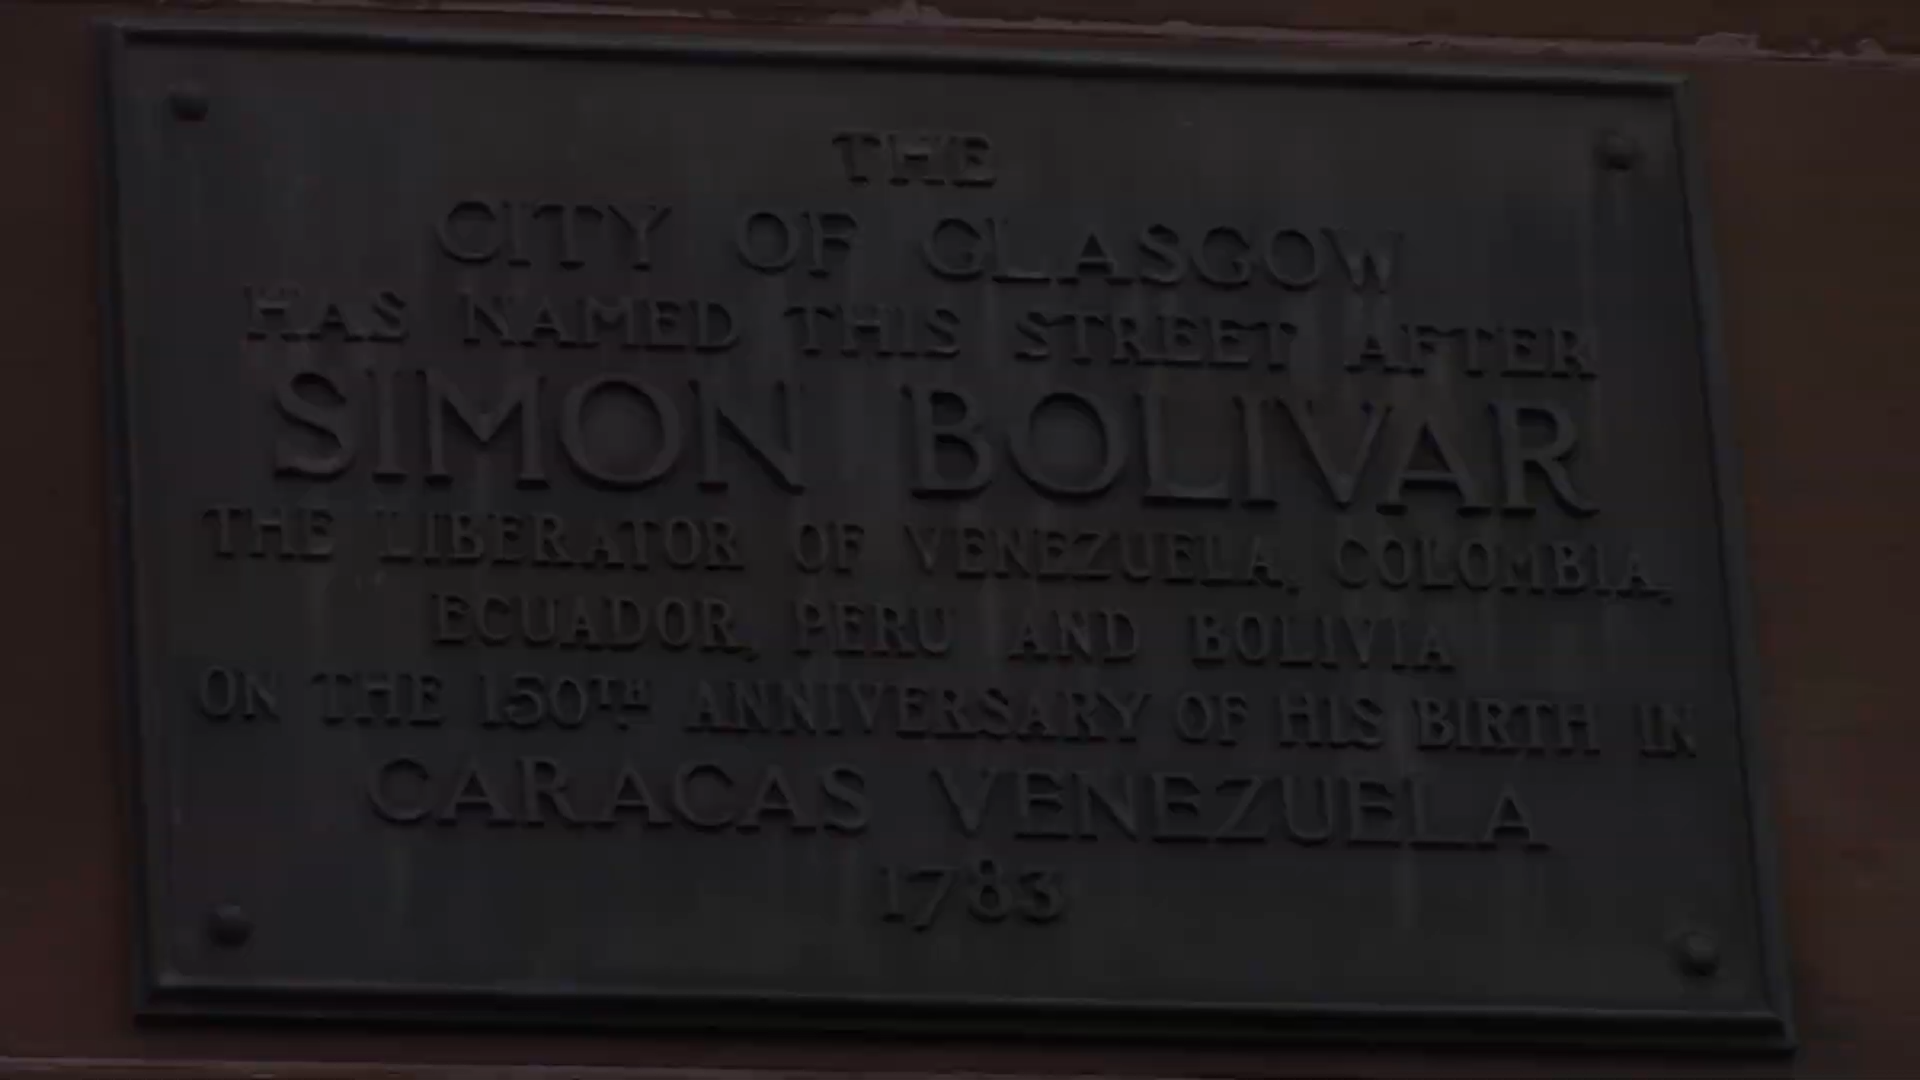 THE
CITY OF GLASGOW
HAS NAMED THIS STREET AFTER
SIMON BOLIVAR
THE LIBERATOR OF VENEZUELA, COLOMBIA,
ECUADOR, PERU AND BOLIVIA
ON THE 150TH ANNIVERSARY OF HIS BIRTH IN
CARACAS VENEZUELA
1783